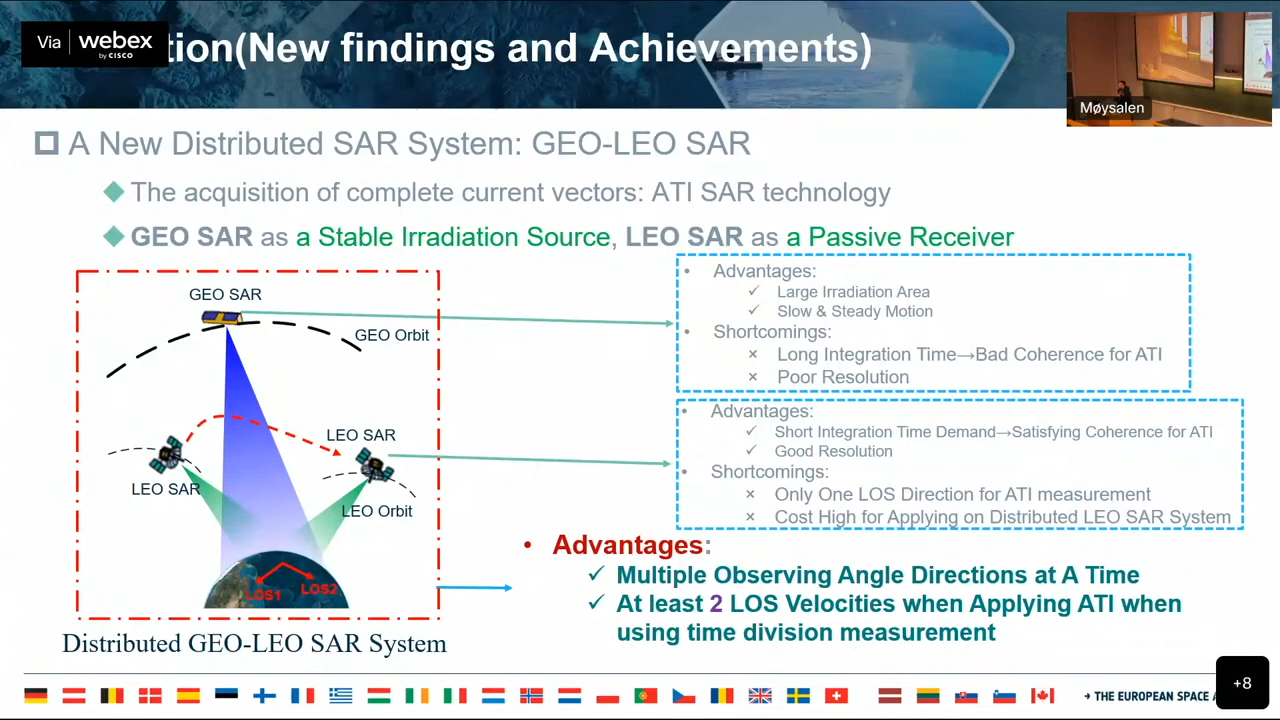 Via webex
by CISCO
tion(New findings and Achievements)
Møysalen
A New Distributed SAR System: GEO-LEO SAR
The acquisition of complete current vectors: ATI SAR technology
GEO SAR as a Stable Irradiation Source, LEO SAR as a Passive Receiver
GEO SAR
GEO Orbit
LEO SAR
LEO SAR
LEO Orbit
LOS1
LOS2
Distributed GEO-LEO SAR System
• Advantages:
✓ Large Irradiation Area
✓ Slow & Steady Motion
• Shortcomings:
× Long Integration Time→Bad Coherence for ATI
× Poor Resolution
• Advantages:
✓ Short Integration Time Demand→Satisfying Coherence for ATI
✓ Good Resolution
• Shortcomings:
× Only One LOS Direction for ATI measurement
× Cost High for Applying on Distributed LEO SAR System
• Advantages:
✓ Multiple Observing Angle Directions at A Time
✓ At least 2 LOS Velocities when Applying ATI when
using time division measurement
→ THE EUROPEAN SPACE
+8